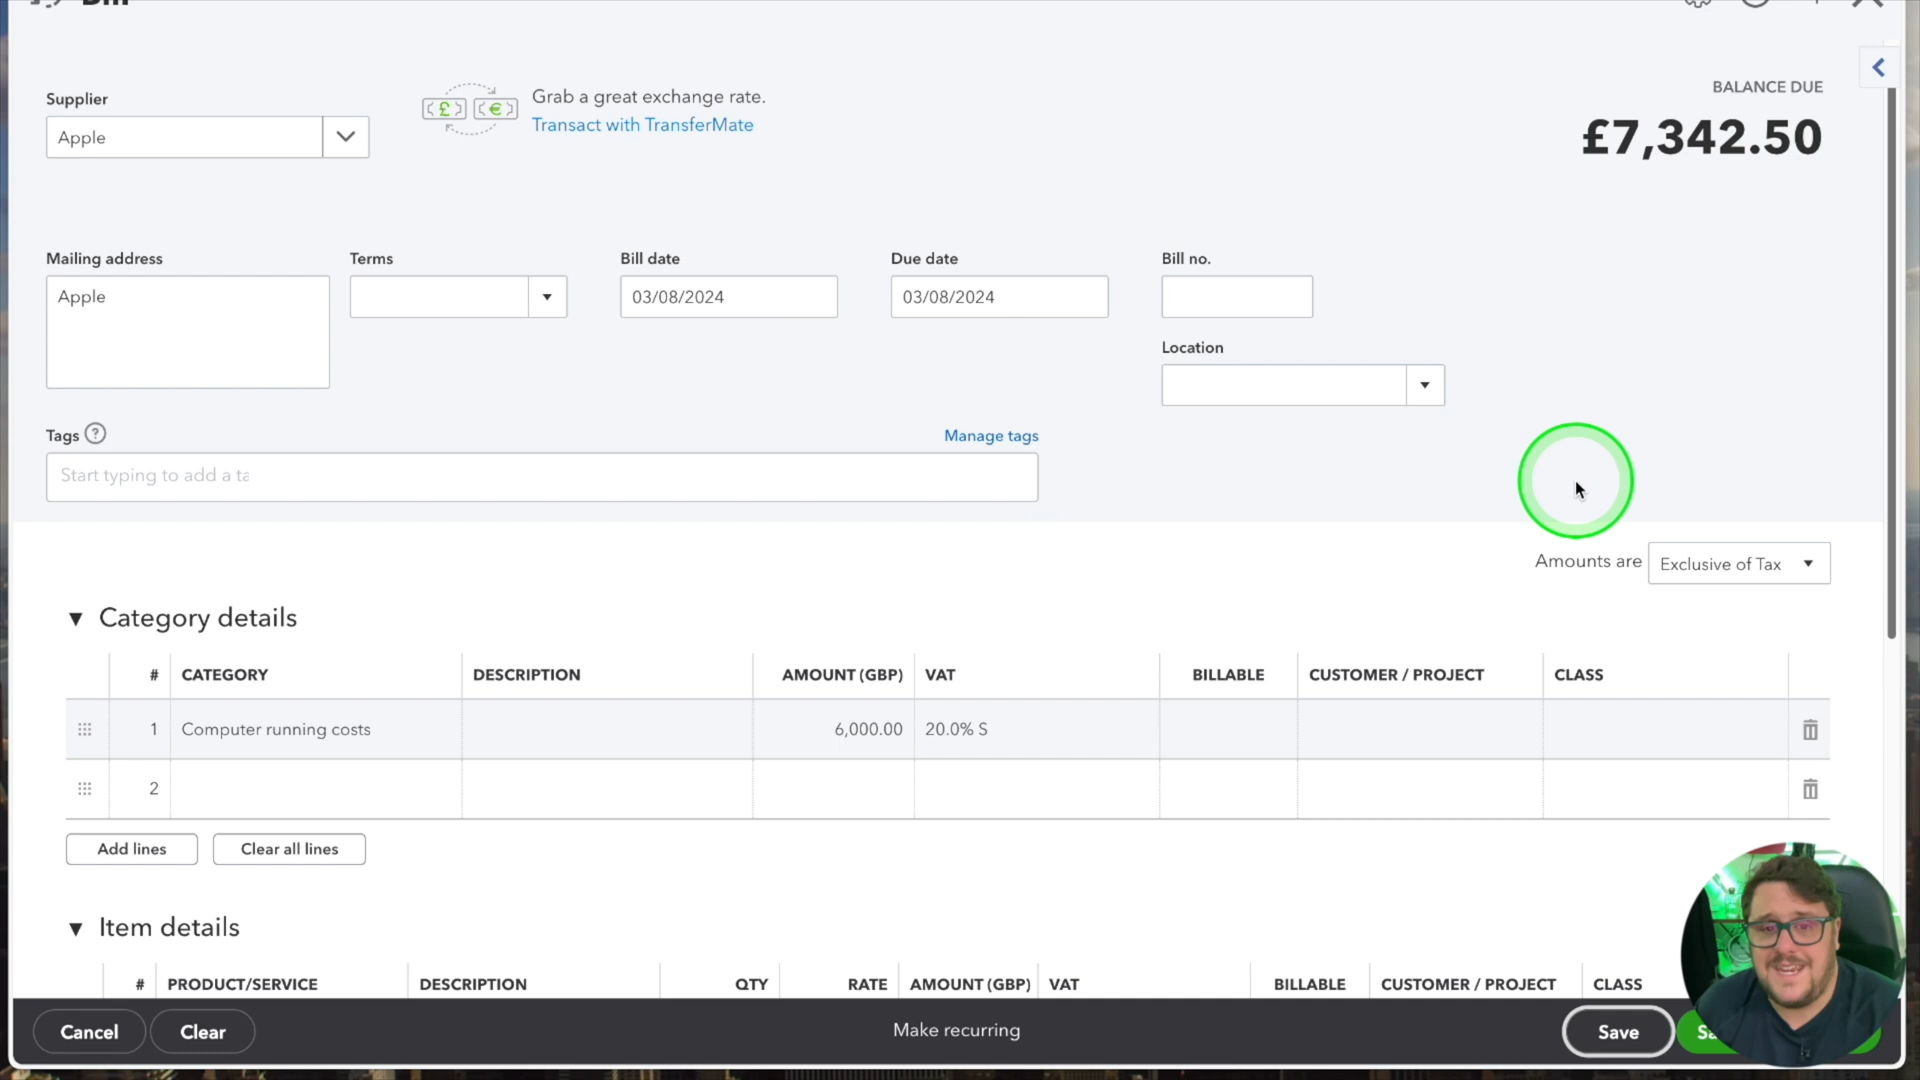 Supplier
Apple
Grab a great exchange rate.
Transact with TransferMate
BALANCE DUE
£7,342.50
Mailing address
Apple
Terms
Bill date
03/08/2024
Due date
03/08/2024
Bill no.
Location
Tags
Manage tags
Start typing to add a ta
Amounts are
Exclusive of Tax
Category details
# CATEGORY DESCRIPTION AMOUNT (GBP) VAT BILLABLE CUSTOMER / PROJECT CLASS
1 Computer running costs 6,000.00 20.0% S
2
Add lines
Clear all lines
Item details
# PRODUCT/SERVICE DESCRIPTION QTY RATE AMOUNT (GBP) VAT BILLABLE CUSTOMER / PROJECT CLASS
Cancel
Clear
Make recurring
Save